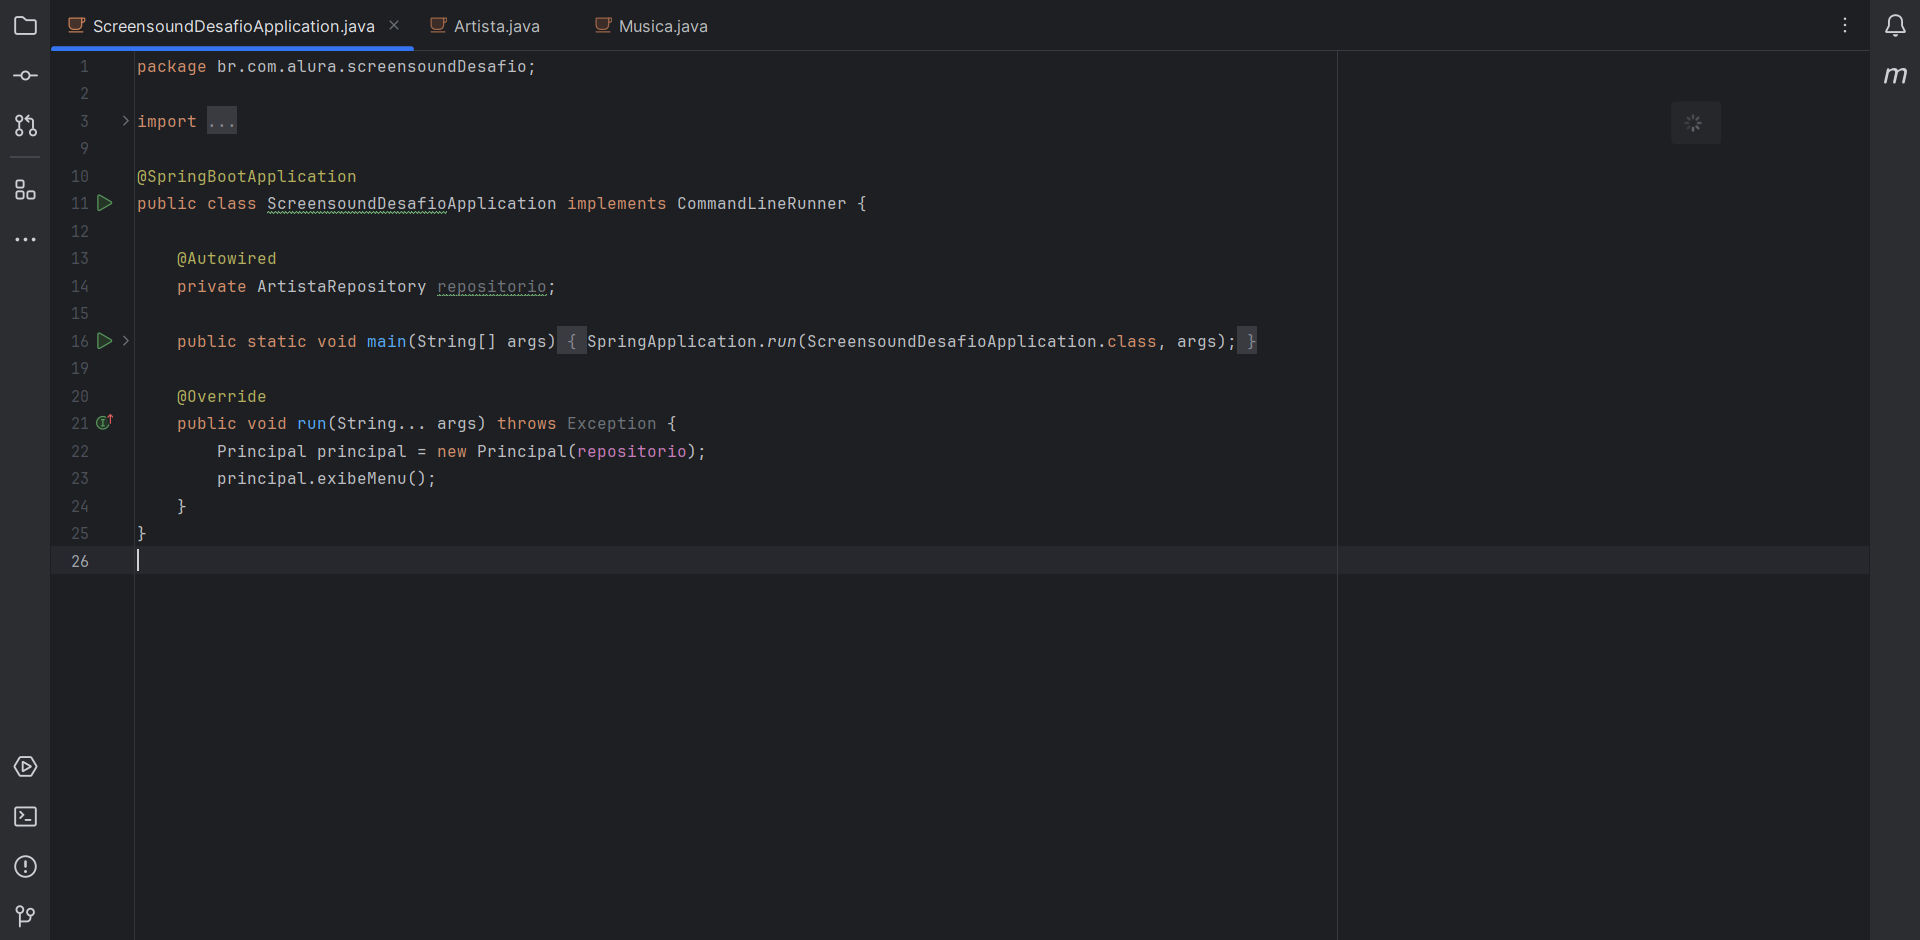 ScreensoundDesafioApplication.java
Artista.java
Musica.java
m
1 package br.com.alura.screensoundDesafio;
2
3 import ...
9
10 @SpringBootApplication
11 public class ScreensoundDesafioApplication implements CommandLineRunner {
12
13     @Autowired
14     private ArtistaRepository repositorio;
15
16     public static void main(String[] args) { SpringApplication.run(ScreensoundDesafioApplication.class, args); }
19
20     @Override
21     public void run(String... args) throws Exception {
22         Principal principal = new Principal(repositorio);
23         principal.exibeMenu();
24     }
25 }
26